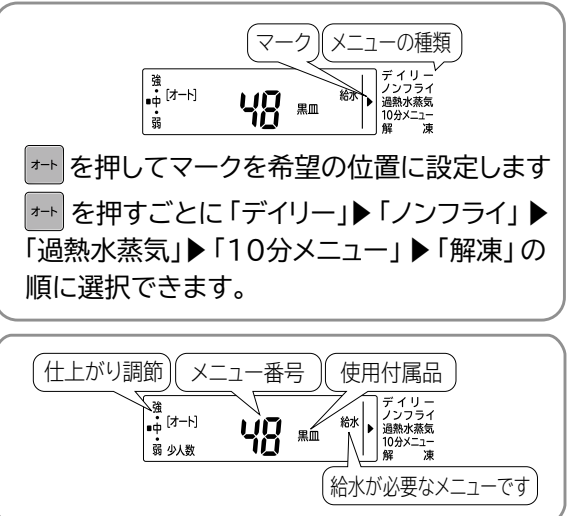 マーク メニューの種類
強
中 [オート] 48 黒皿 給水 ▶
弱
デイリー
ノンフライ
過熱水蒸気
10分メニュー
解 凍
オート を押してマークを希望の位置に設定します
オート を押すごとに「デイリー」▶「ノンフライ」▶
「過熱水蒸気」▶「10分メニュー」▶「解凍」の
順に選択できます。
仕上がり調節 メニュー番号 使用付属品
強
中 [オート] 48 黒皿 給水 ▶
弱 少人数
デイリー
ノンフライ
過熱水蒸気
10分メニュー
解 凍
給水が必要なメニューです